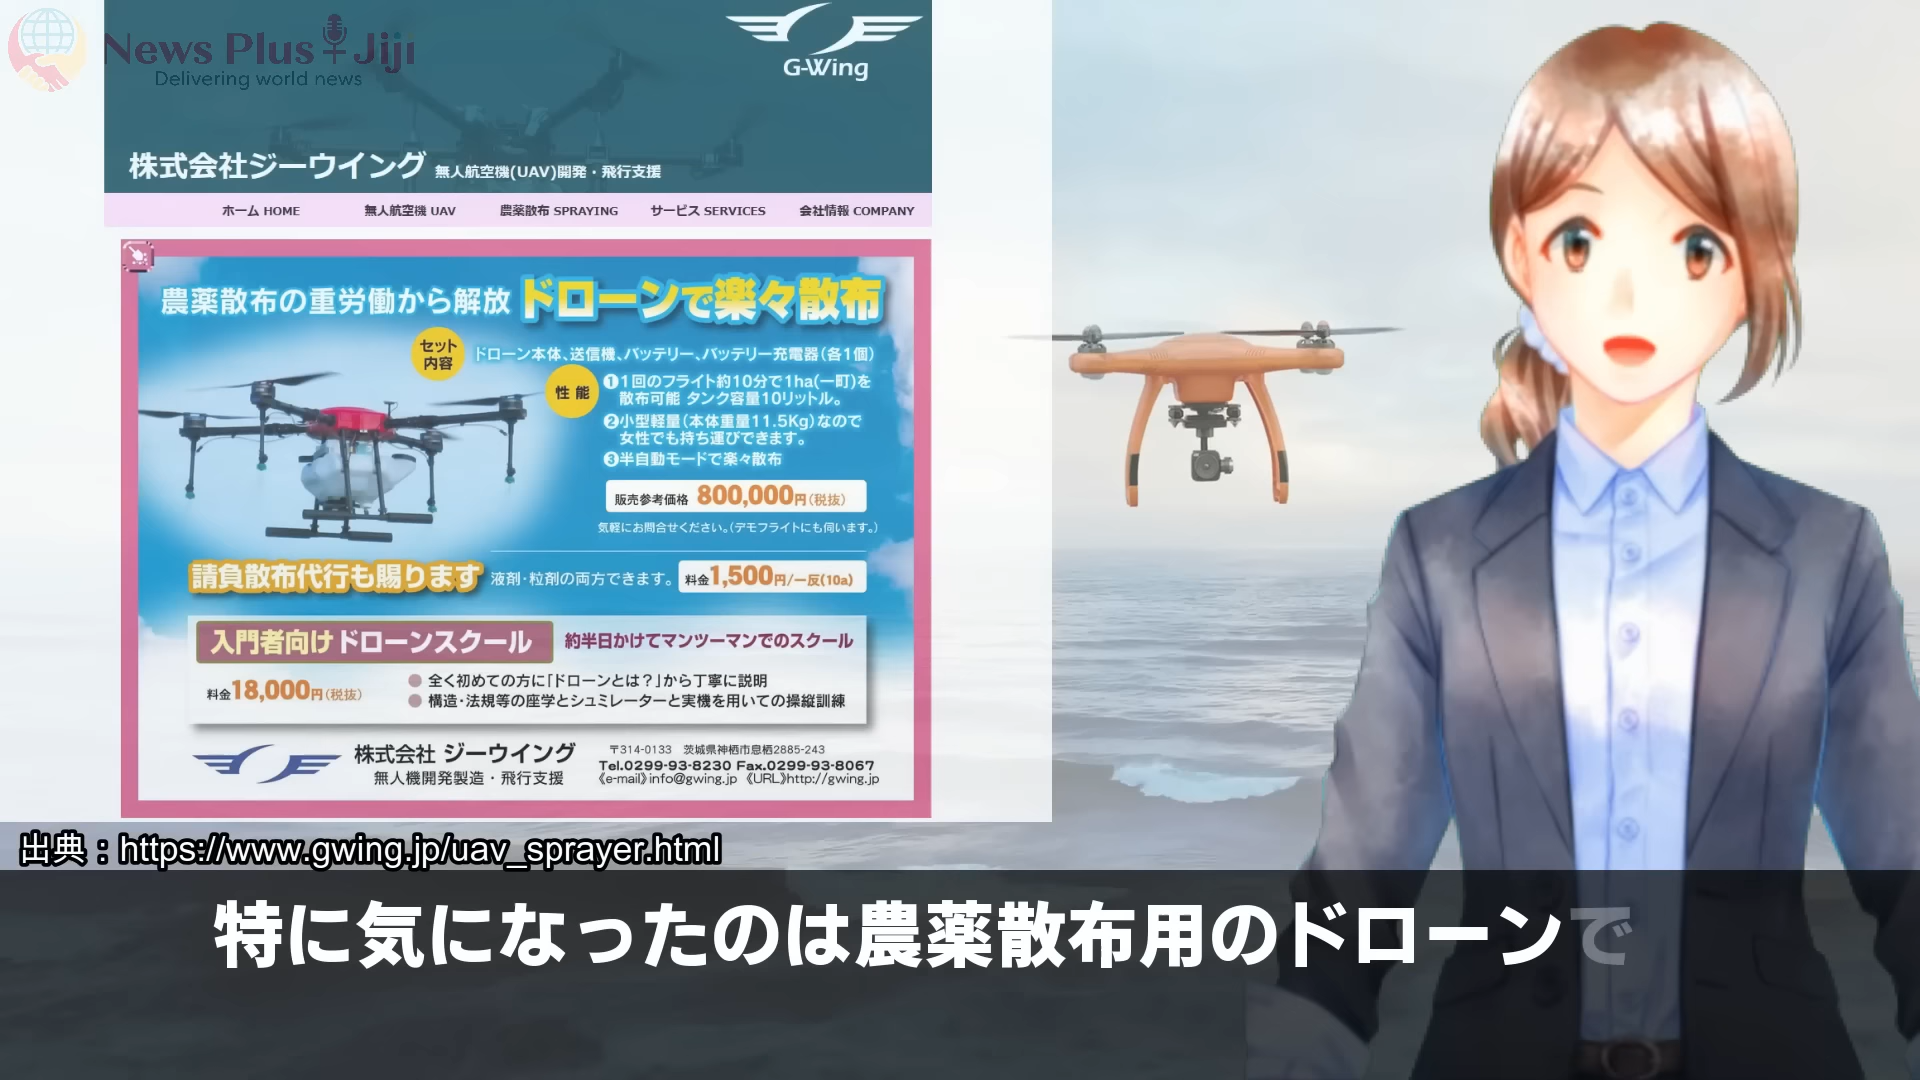 News Plus Jiji
Delivering world news
G-Wing
株式会社ジーウイング 無人航空機(UAV)開発・飛行支援
ホーム HOME 無人航空機 UAV 農薬散布 SPRAYING サービス SERVICES 会社情報 COMPANY
農薬散布の重労働から解放 ドローンで楽々散布
セット内容 ドローン本体、送信機、バッテリー、バッテリー充電器(各1個)
性能 ❶1回のフライト約10分で1ha(一町)を
散布可能 タンク容量10リットル。
❷小型軽量(本体重量11.5Kg)なので
女性でも持ち運びできます。
❸半自動モードで楽々散布
販売参考価格 800,000円(税抜)
気軽にお問合せください。(デモフライトにも伺います。)
請負散布代行も賜ります 液剤・粒剤の両方できます。 料金1,500円/一反(10a)
入門者向けドローンスクール 約半日かけてマンツーマンでのスクール
料金18,000円(税抜)
● 全く初めての方に「ドローンとは?」から丁寧に説明
● 構造・法規等の座学とシュミレーターと実機を用いての操縦訓練
株式会社 ジーウイング
無人機開発製造・飛行支援
〒314-0133 茨城県神栖市息栖2885-243
Tel.0299-93-8230 Fax.0299-93-8067
《e-mail》info@gwing.jp 《URL》http://gwing.jp
出典:https://www.gwing.jp/uav_sprayer.html
特に気になったのは農薬散布用のドローンで